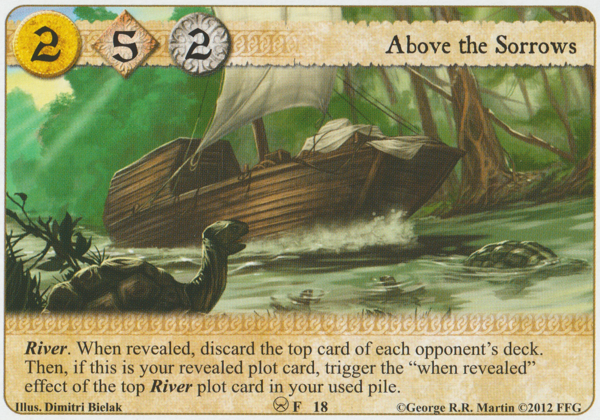 2 5 2 Above the Sorrows
River. When revealed, discard the top card of each opponent's deck.
Then, if this is your revealed plot card, trigger the “when revealed”
effect of the top River plot card in your used pile.
Illus. Dimitri Bielak F 18 ©George R.R. Martin ©2012 FFG